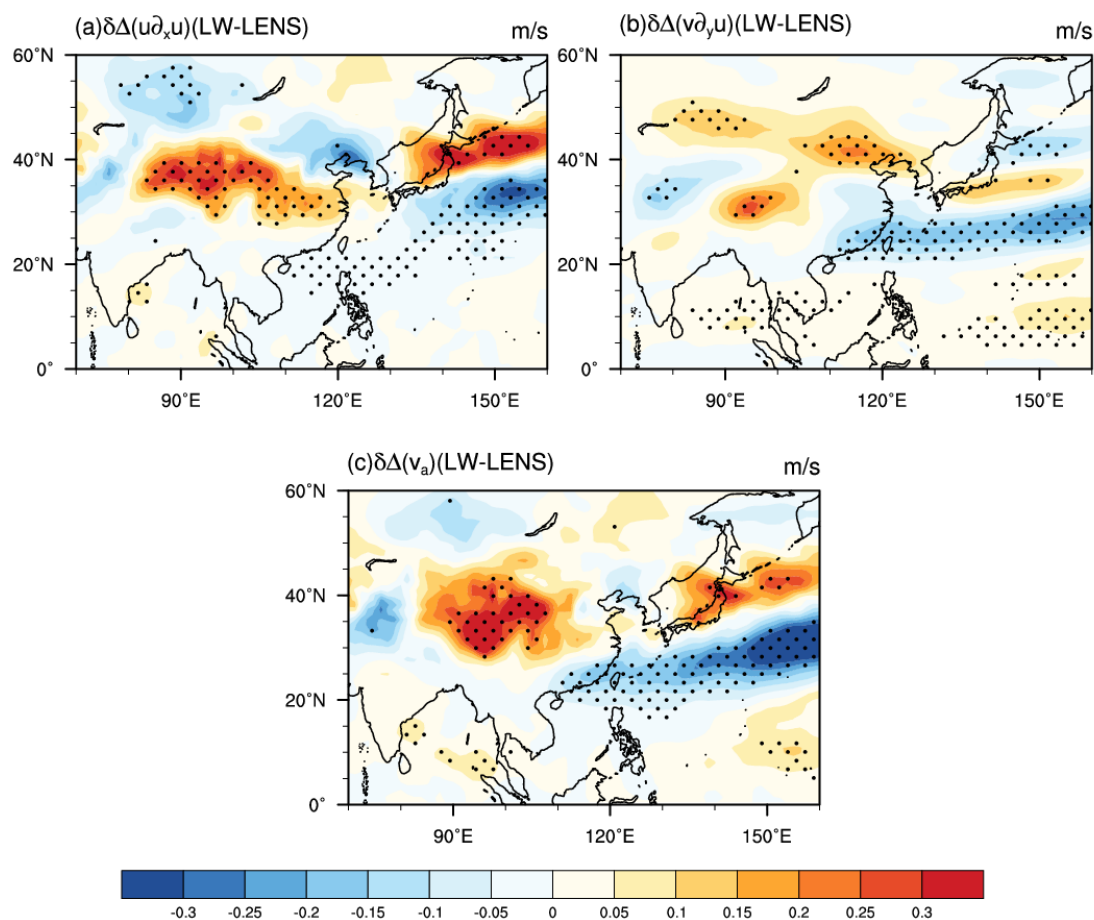 (a)δΔ(u∂ₓu)(LW-LENS) m/s
(b)δΔ(v∂ᵧu)(LW-LENS) m/s
60°N
40°N
20°N
0°
90°E 120°E 150°E
60°N
40°N
20°N
0°
90°E 120°E 150°E
(c)δΔ(vₐ)(LW-LENS) m/s
60°N
40°N
20°N
0°
90°E 120°E 150°E
-0.3 -0.25 -0.2 -0.15 -0.1 -0.05 0 0.05 0.1 0.15 0.2 0.25 0.3